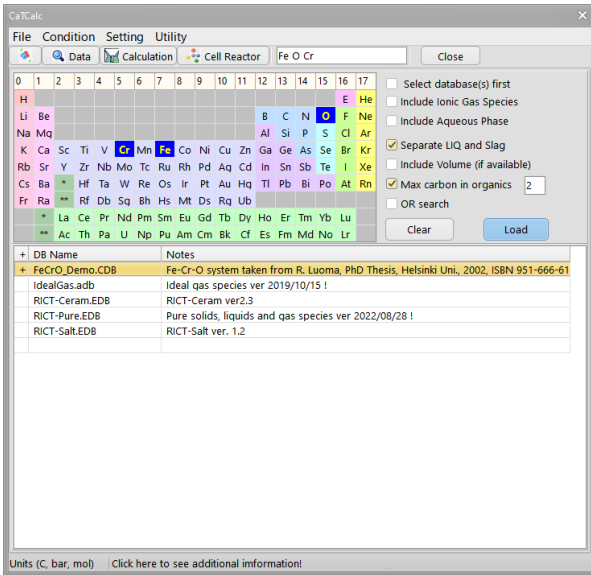 CaTCalc
File Condition Setting Utility
Data Calculation Cell Reactor Fe O Cr Close
0 1 2 3 4 5 6 7 8 9 10 11 12 13 14 15 16 17
H E He
Li Be B C N O F Ne
Na Mg Al Si P S Cl Ar
K Ca Sc Ti V Cr Mn Fe Co Ni Cu Zn Ga Ge As Se Br Kr
Rb Sr Y Zr Nb Mo Tc Ru Rh Pd Ag Cd In Sn Sb Te I Xe
Cs Ba * Hf Ta W Re Os Ir Pt Au Hg Tl Pb Bi Po At Rn
Fr Ra ** Rf Db Sg Bh Hs Mt Ds Rg Ub
* La Ce Pr Nd Pm Sm Eu Gd Tb Dy Ho Er Tm Yb Lu
** Ac Th Pa U Np Pu Am Cm Bk Cf Es Fm Md No Lr
Select database(s) first
Include Ionic Gas Species
Include Aqueous Phase
Separate LIQ and Slag
Include Volume (if available)
Max carbon in organics 2
OR search
Clear Load
+ DB Name Notes
+ FeCrO_Demo.CDB Fe-Cr-O system taken from R. Luoma, PhD Thesis, Helsinki Uni., 2002, ISBN 951-666-61
IdealGas.adb Ideal gas species ver 2019/10/15 !
RICT-Ceram.EDB RICT-Ceram ver2.3
RICT-Pure.EDB Pure solids, liquids and gas species ver 2022/08/28 !
RICT-Salt.EDB RICT-Salt ver. 1.2
Units (C, bar, mol) Click here to see additional imformation!